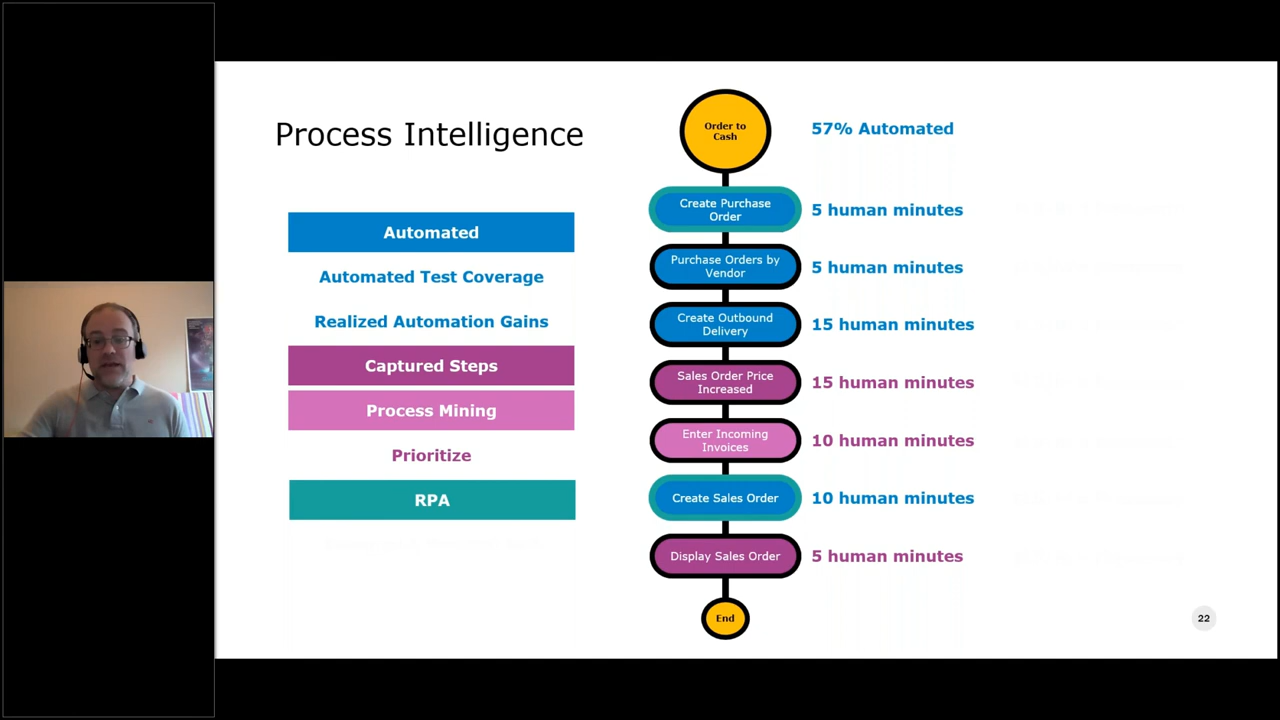 Process Intelligence
Automated
Automated Test Coverage
Realized Automation Gains
Captured Steps
Process Mining
Prioritize
RPA
Order to
Cash
57% Automated
Create Purchase
Order
5 human minutes
Purchase Orders by
Vendor
5 human minutes
Create Outbound
Delivery
15 human minutes
Sales Order Price
Increased
15 human minutes
Enter Incoming
Invoices
10 human minutes
Create Sales Order
10 human minutes
Display Sales Order
5 human minutes
End
22